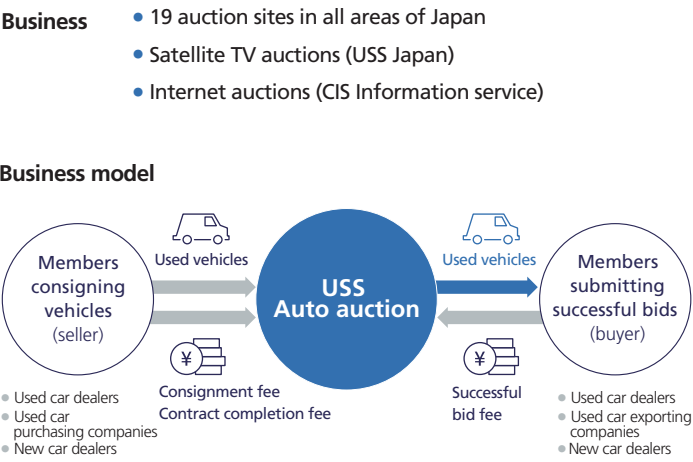 Business
• 19 auction sites in all areas of Japan
• Satellite TV auctions (USS Japan)
• Internet auctions (CIS Information service)
Business model
Members
consigning
vehicles
(seller)
Used vehicles
¥
Consignment fee
Contract completion fee
USS
Auto auction
Used vehicles
¥
Successful
bid fee
Members
submitting
successful bids
(buyer)
• Used car dealers
• Used car
purchasing companies
• New car dealers
• Used car dealers
• Used car exporting
companies
• New car dealers